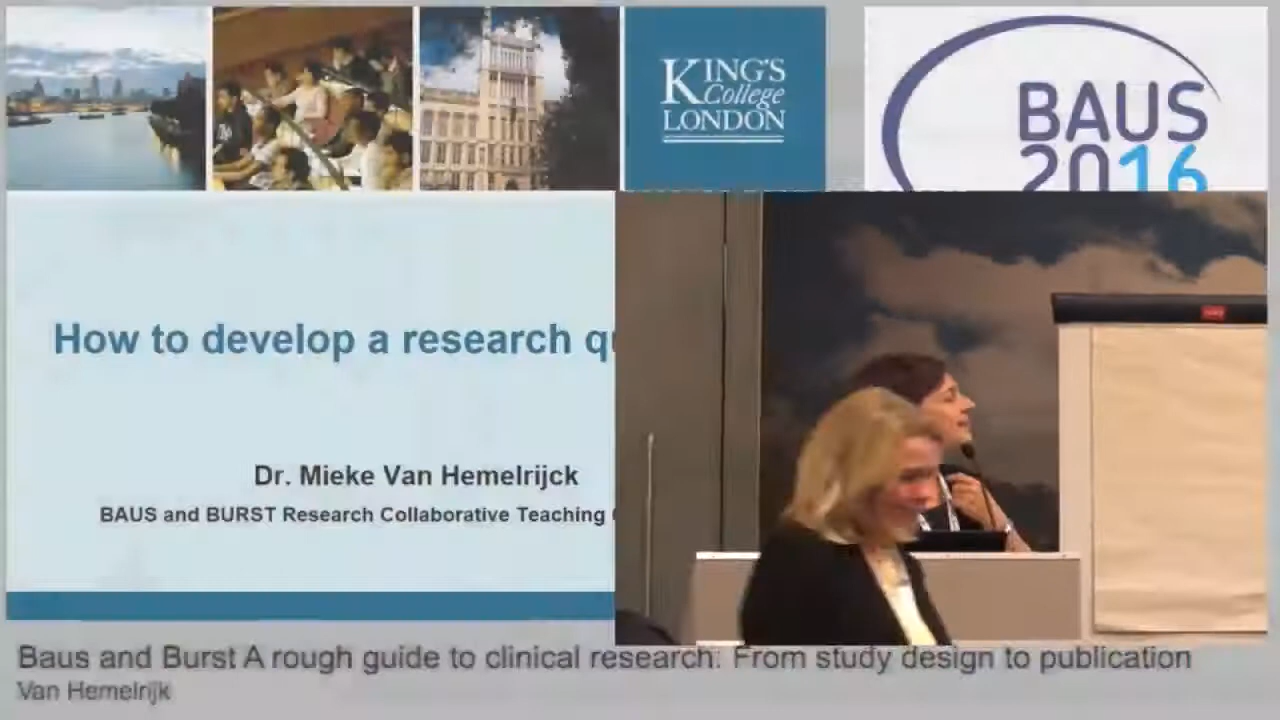 KING'S
College
LONDON
BAUS
2016
How to develop a research
Dr. Mieke Van Hemelrijck
BAUS and BURST Research Collaborative Teaching
Baus and Burst A rough guide to clinical research: From study design to publication
Van Hemelrijk